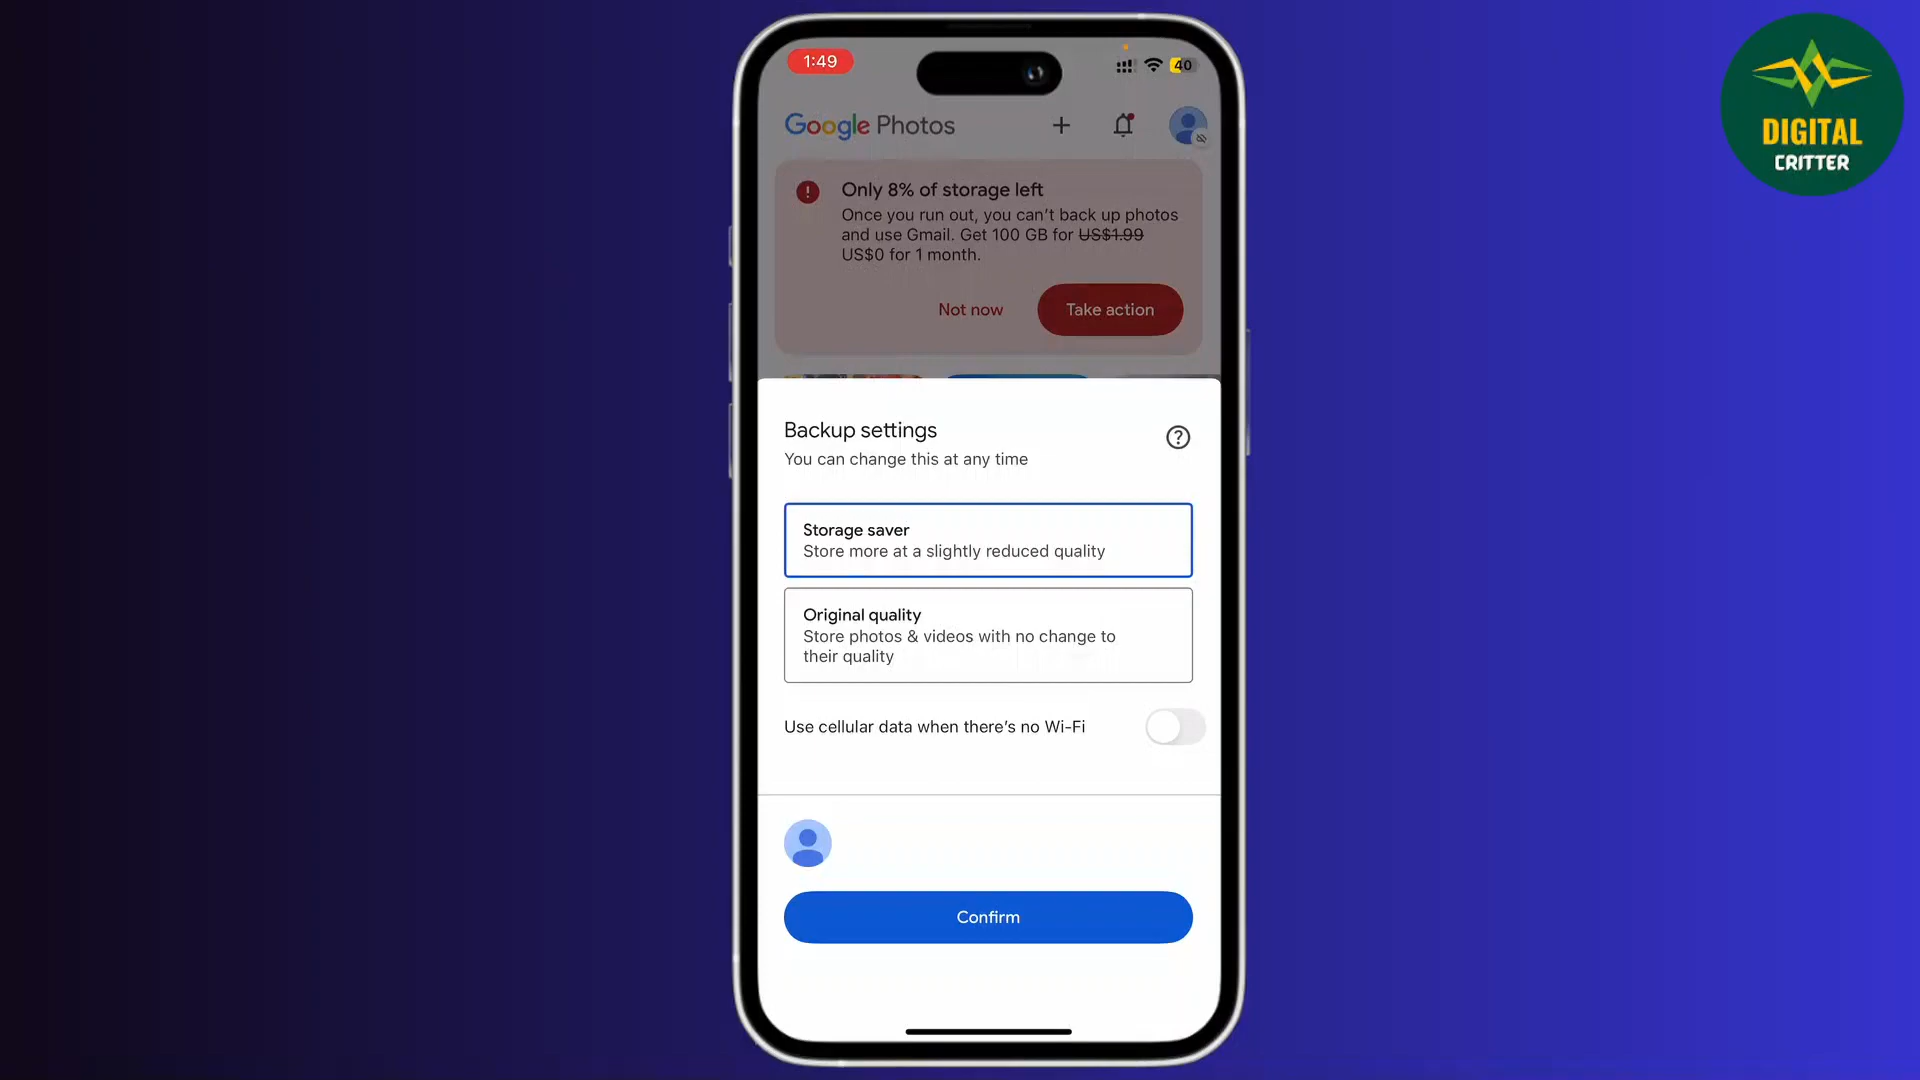 1:49
40
Google Photos
Only 8% of storage left
Once you run out, you can't back up photos
and use Gmail. Get 100 GB for US$1.99
US$0 for 1 month.
Not now
Take action
Backup settings
You can change this at any time
Storage saver
Store more at a slightly reduced quality
Original quality
Store photos & videos with no change to
their quality
Use cellular data when there's no Wi-Fi
Confirm
DIGITAL
CRITTER